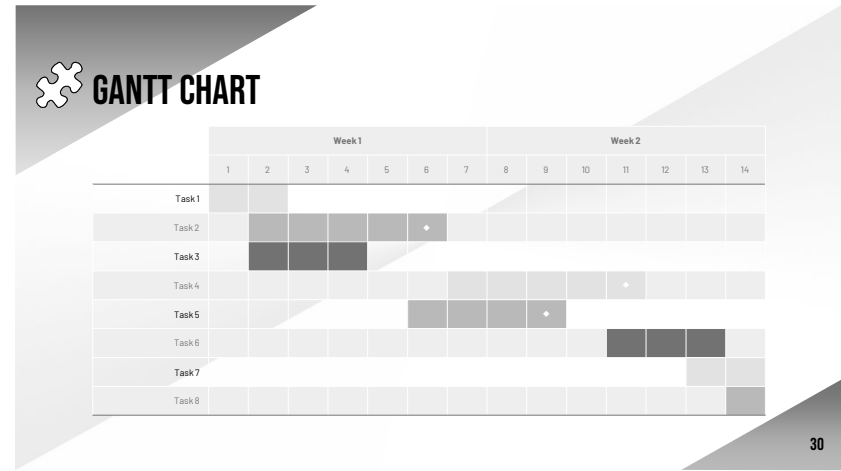 GANTT CHART
Week 1 Week 2
1 2 3 4 5 6 7 8 9 10 11 12 13 14
Task 1
Task 2
Task 3
Task 4
Task 5
Task 6
Task 7
Task 8
30